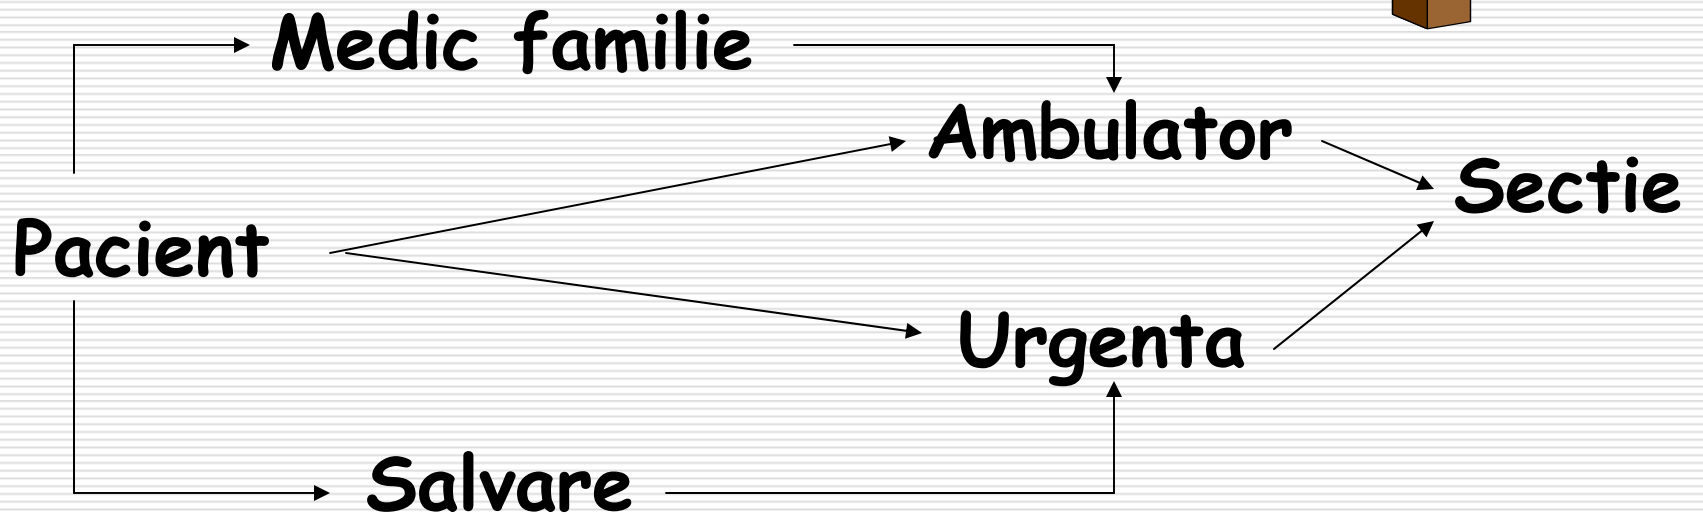 Medic familie
Ambulator
Sectie
Pacient
Urgenta
Salvare